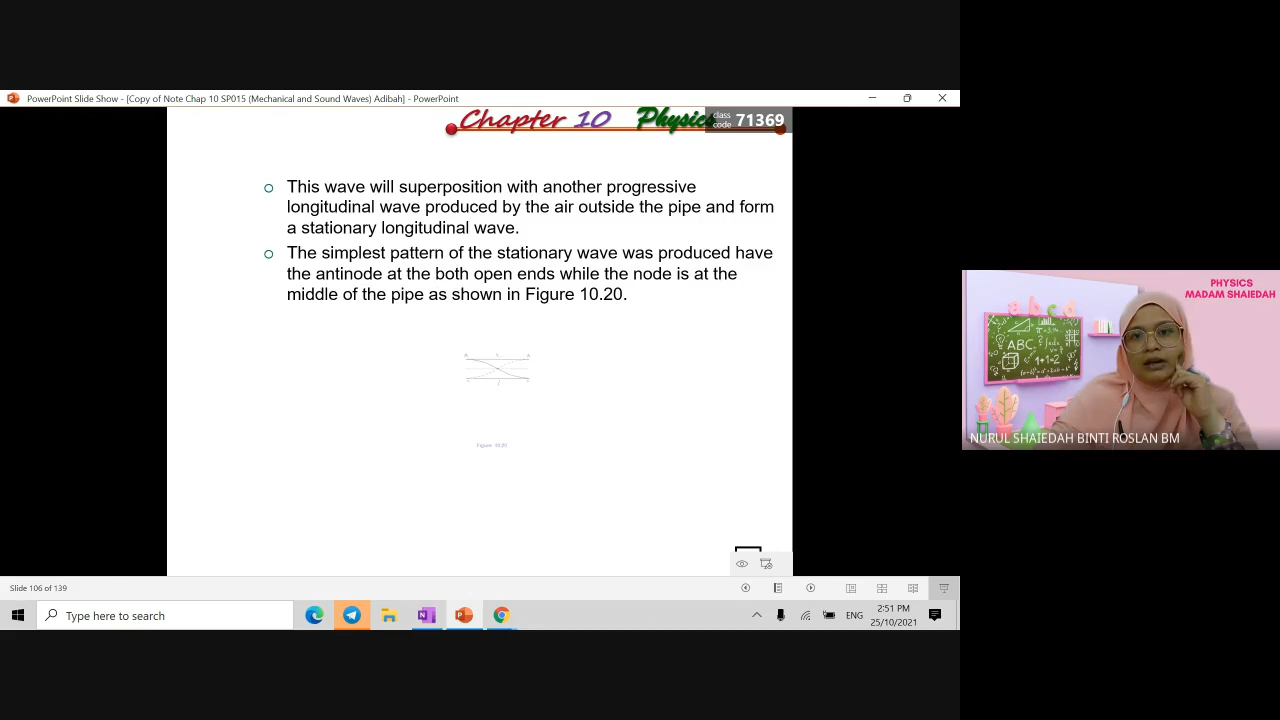 PowerPoint Slide Show - [Copy of Note Chap 10 SP015 (Mechanical and Sound Waves) Adibah] - PowerPoint
Chapter 10 Physics
class code 71369
This wave will superposition with another progressive
longitudinal wave produced by the air outside the pipe and form
a stationary longitudinal wave.
The simplest pattern of the stationary wave was produced have
the antinode at the both open ends while the node is at the
middle of the pipe as shown in Figure 10.20.
Figure 10.20
PHYSICS
MADAM SHAIEDAH
a b c d
ABC
1+1=2
NURUL SHAIEDAH BINTI ROSLAN BM
Slide 106 of 139
Type here to search
ENG
2:51 PM
25/10/2021